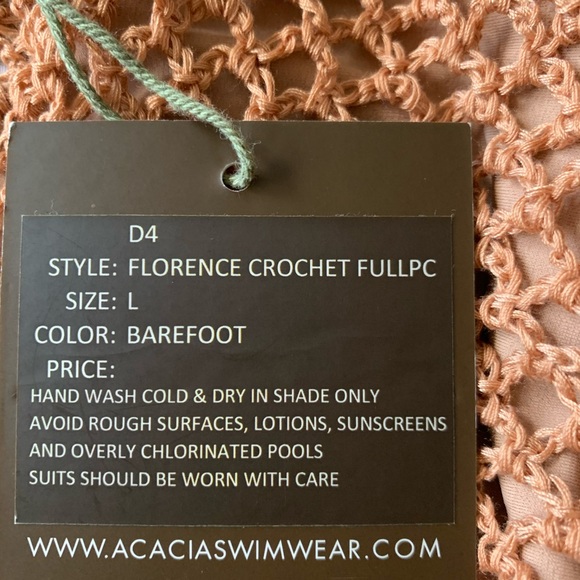 D4
STYLE: FLORENCE CROCHET FULLPC
SIZE: L
COLOR: BAREFOOT
PRICE:
HAND WASH COLD & DRY IN SHADE ONLY
AVOID ROUGH SURFACES, LOTIONS, SUNSCREENS
AND OVERLY CHLORINATED POOLS
SUITS SHOULD BE WORN WITH CARE
WWW.ACACIASWIMWEAR.COM